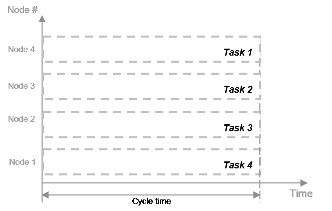 Node #
Node 4 Task 1
Node 3 Task 2
Node 2 Task 3
Node 1 Task 4
Time
Cycle time